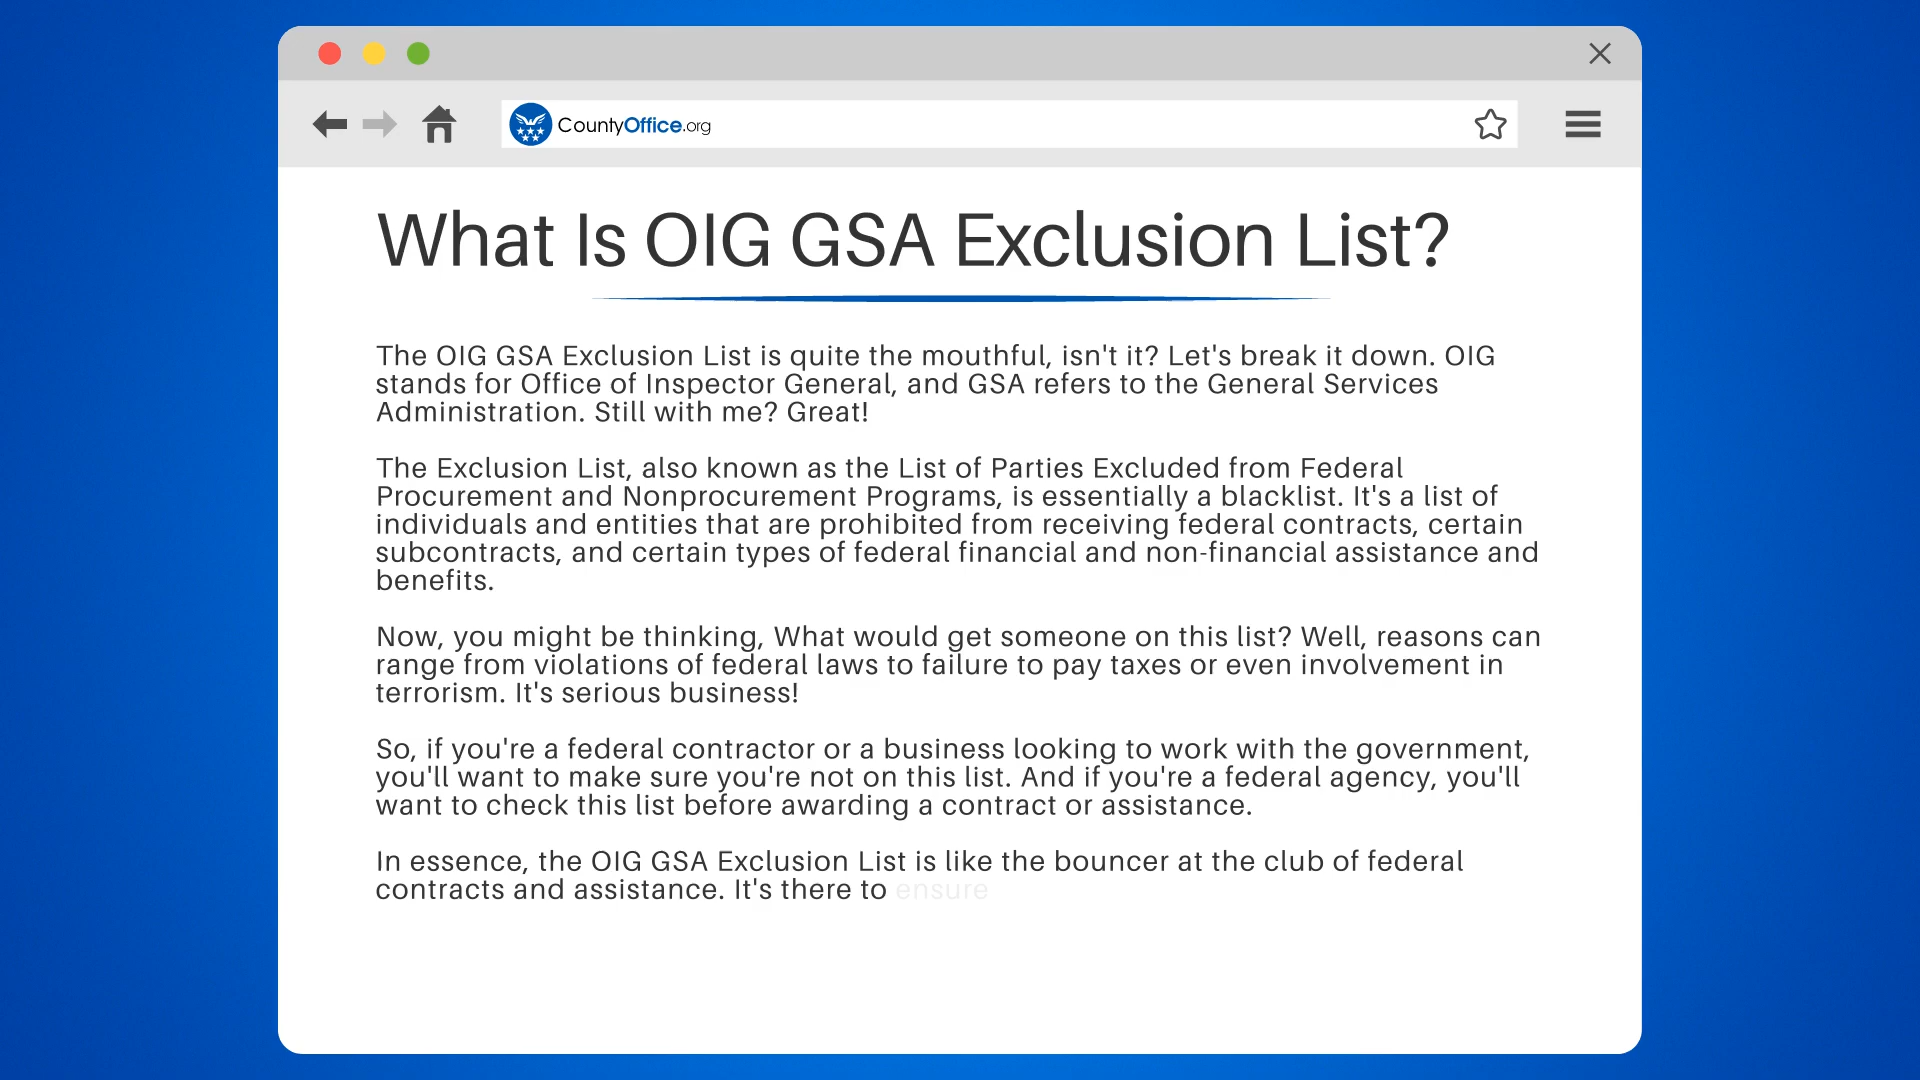 CountyOffice.org
What Is OIG GSA Exclusion List?
The OIG GSA Exclusion List is quite the mouthful, isn't it? Let's break it down. OIG
stands for Office of Inspector General, and GSA refers to the General Services
Administration. Still with me? Great!
The Exclusion List, also known as the List of Parties Excluded from Federal
Procurement and Nonprocurement Programs, is essentially a blacklist. It's a list of
individuals and entities that are prohibited from receiving federal contracts, certain
subcontracts, and certain types of federal financial and non-financial assistance and
benefits.
Now, you might be thinking, What would get someone on this list? Well, reasons can
range from violations of federal laws to failure to pay taxes or even involvement in
terrorism. It's serious business!
So, if you're a federal contractor or a business looking to work with the government,
you'll want to make sure you're not on this list. And if you're a federal agency, you'll
want to check this list before awarding a contract or assistance.
In essence, the OIG GSA Exclusion List is like the bouncer at the club of federal
contracts and assistance. It's there to ensure